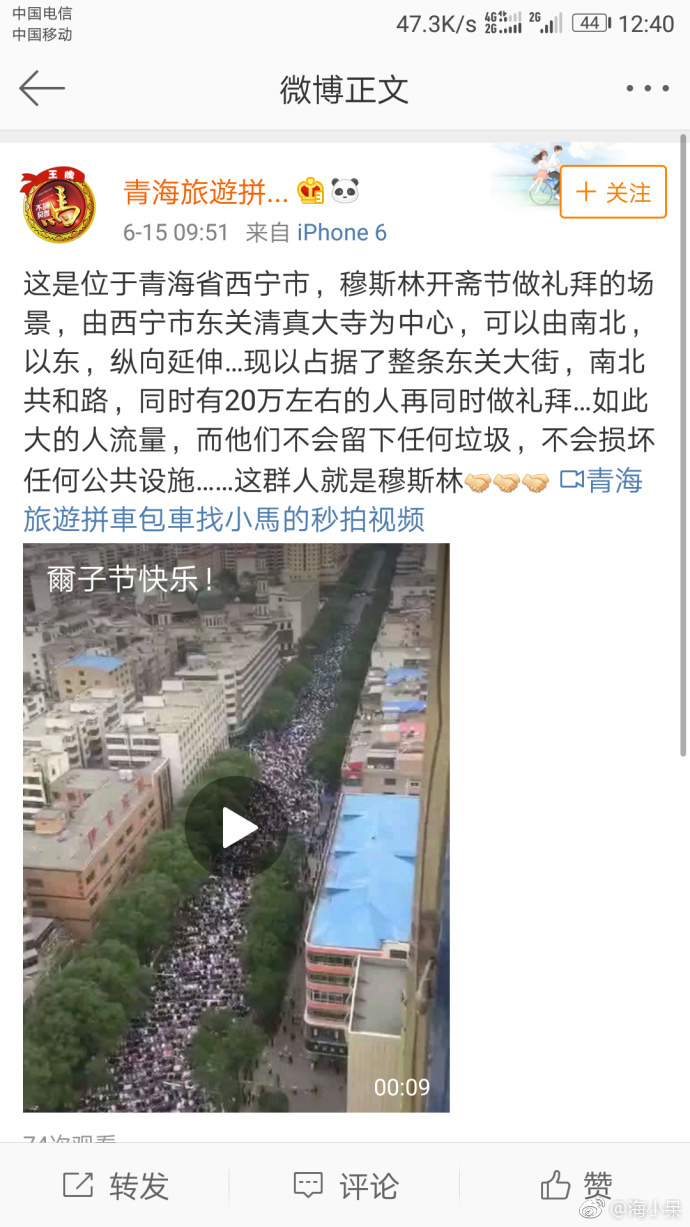 中国电信
中国移动
47.3K/s 4G 2G 2G 44 12:40
微博正文
王牌
馬
青海旅遊拼...
6-15 09:51 来自 iPhone 6
+ 关注
这是位于青海省西宁市，穆斯林开斋节做礼拜的场
景，由西宁市东关清真大寺为中心，可以由南北，
以东，纵向延伸...现以占据了整条东关大街，南北
共和路，同时有20万左右的人再同时做礼拜...如此
大的人流量，而他们不会留下任何垃圾，不会损坏
任何公共设施......这群人就是穆斯林🤝🤝🤝 青海
旅遊拼車包車找小馬的秒拍视频
爾子节快乐！
00:09
74次观看
转发
评论
赞